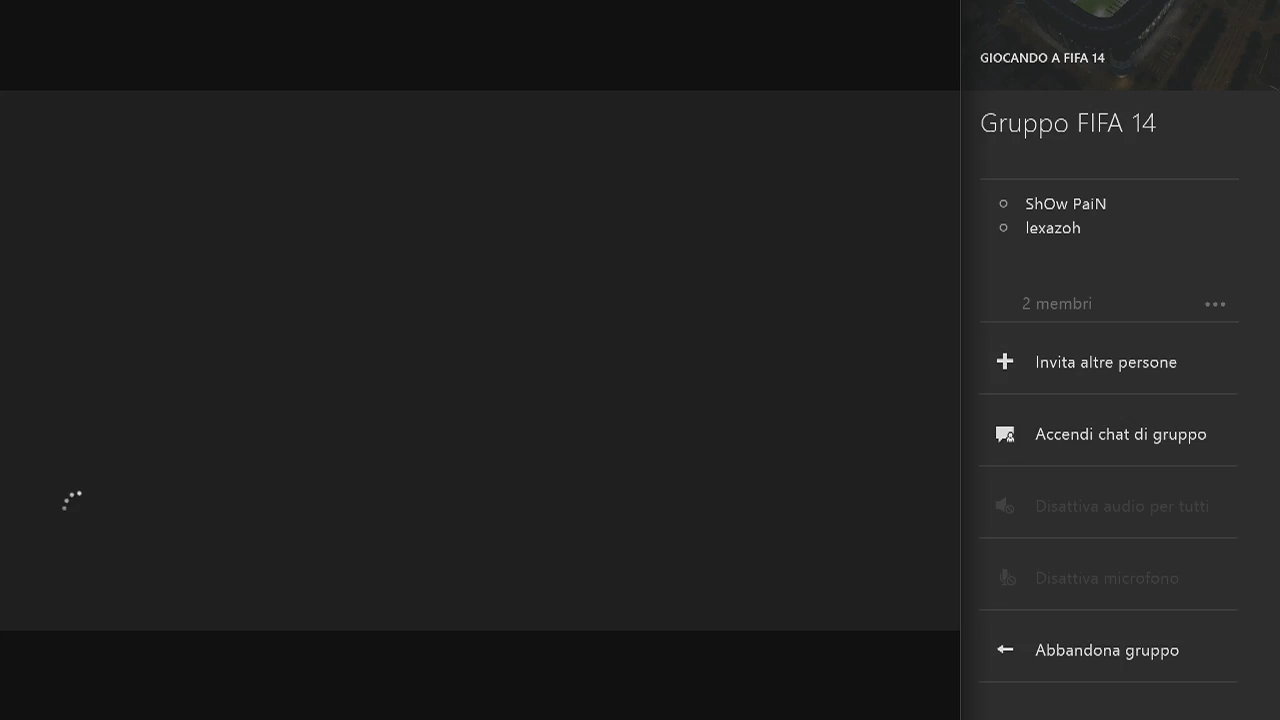 GIOCANDO A FIFA 14
Gruppo FIFA 14
ShOw PaiN
lexazoh
2 membri
Invita altre persone
Accendi chat di gruppo
Disattiva audio per tutti
Disattiva microfono
Abbandona gruppo